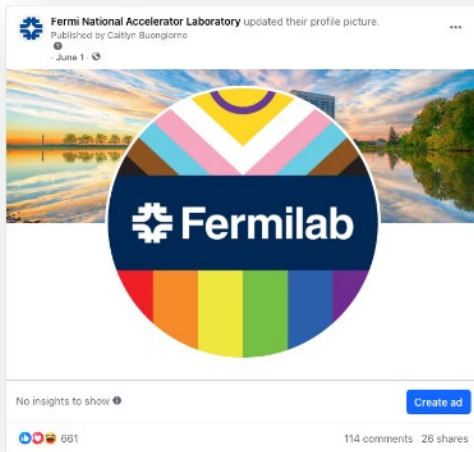 Fermi National Accelerator Laboratory updated their profile picture.
Published by Caitlyn Buongiorno
· June 1 ·
Fermilab
No insights to show
Create ad
661
114 comments 26 shares